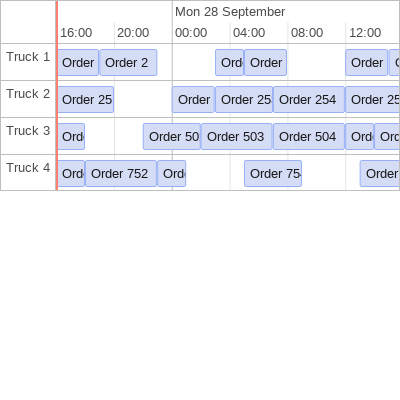 Mon 28 September
16:00 20:00 00:00 04:00 08:00 12:00
Truck 1 Order Order 2 Ord Order Order
Truck 2 Order 25 Order Order 25 Order 254 Order 25
Truck 3 Ord Order 50 Order 503 Order 504 Ord Ord
Truck 4 Ord Order 752 Ord Order 75 Order